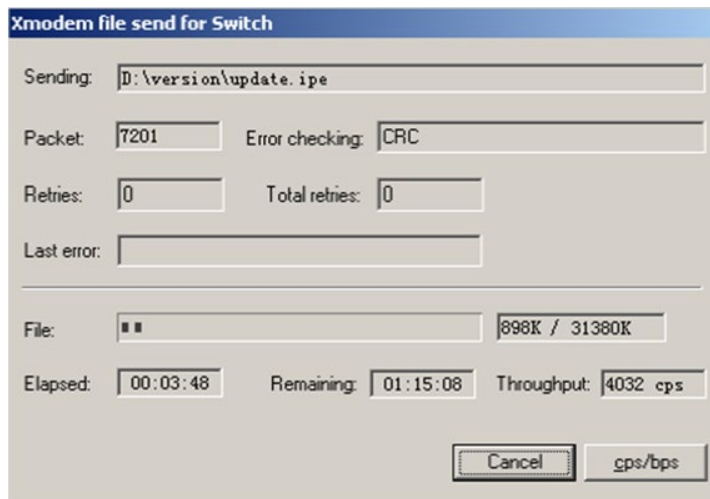 Xmodem file send for Switch
Sending: D:\version\update.ipe
Packet: 7201 Error checking: CRC
Retries: 0 Total retries: 0
Last error:
File: 898K / 31380K
Elapsed: 00:03:48 Remaining: 01:15:08 Throughput: 4032 cps
Cancel cps/bps